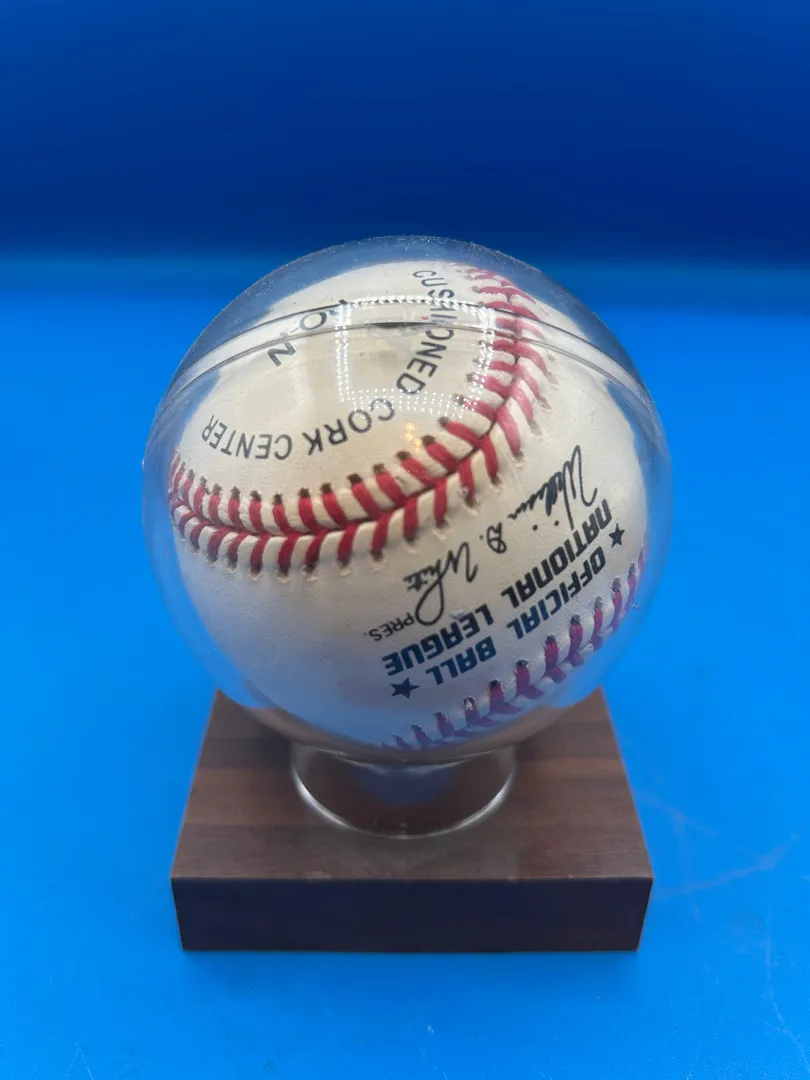 CUSHIONED CORK CENTER
William D. White
PRES.
★ OFFICIAL BALL ★
NATIONAL LEAGUE